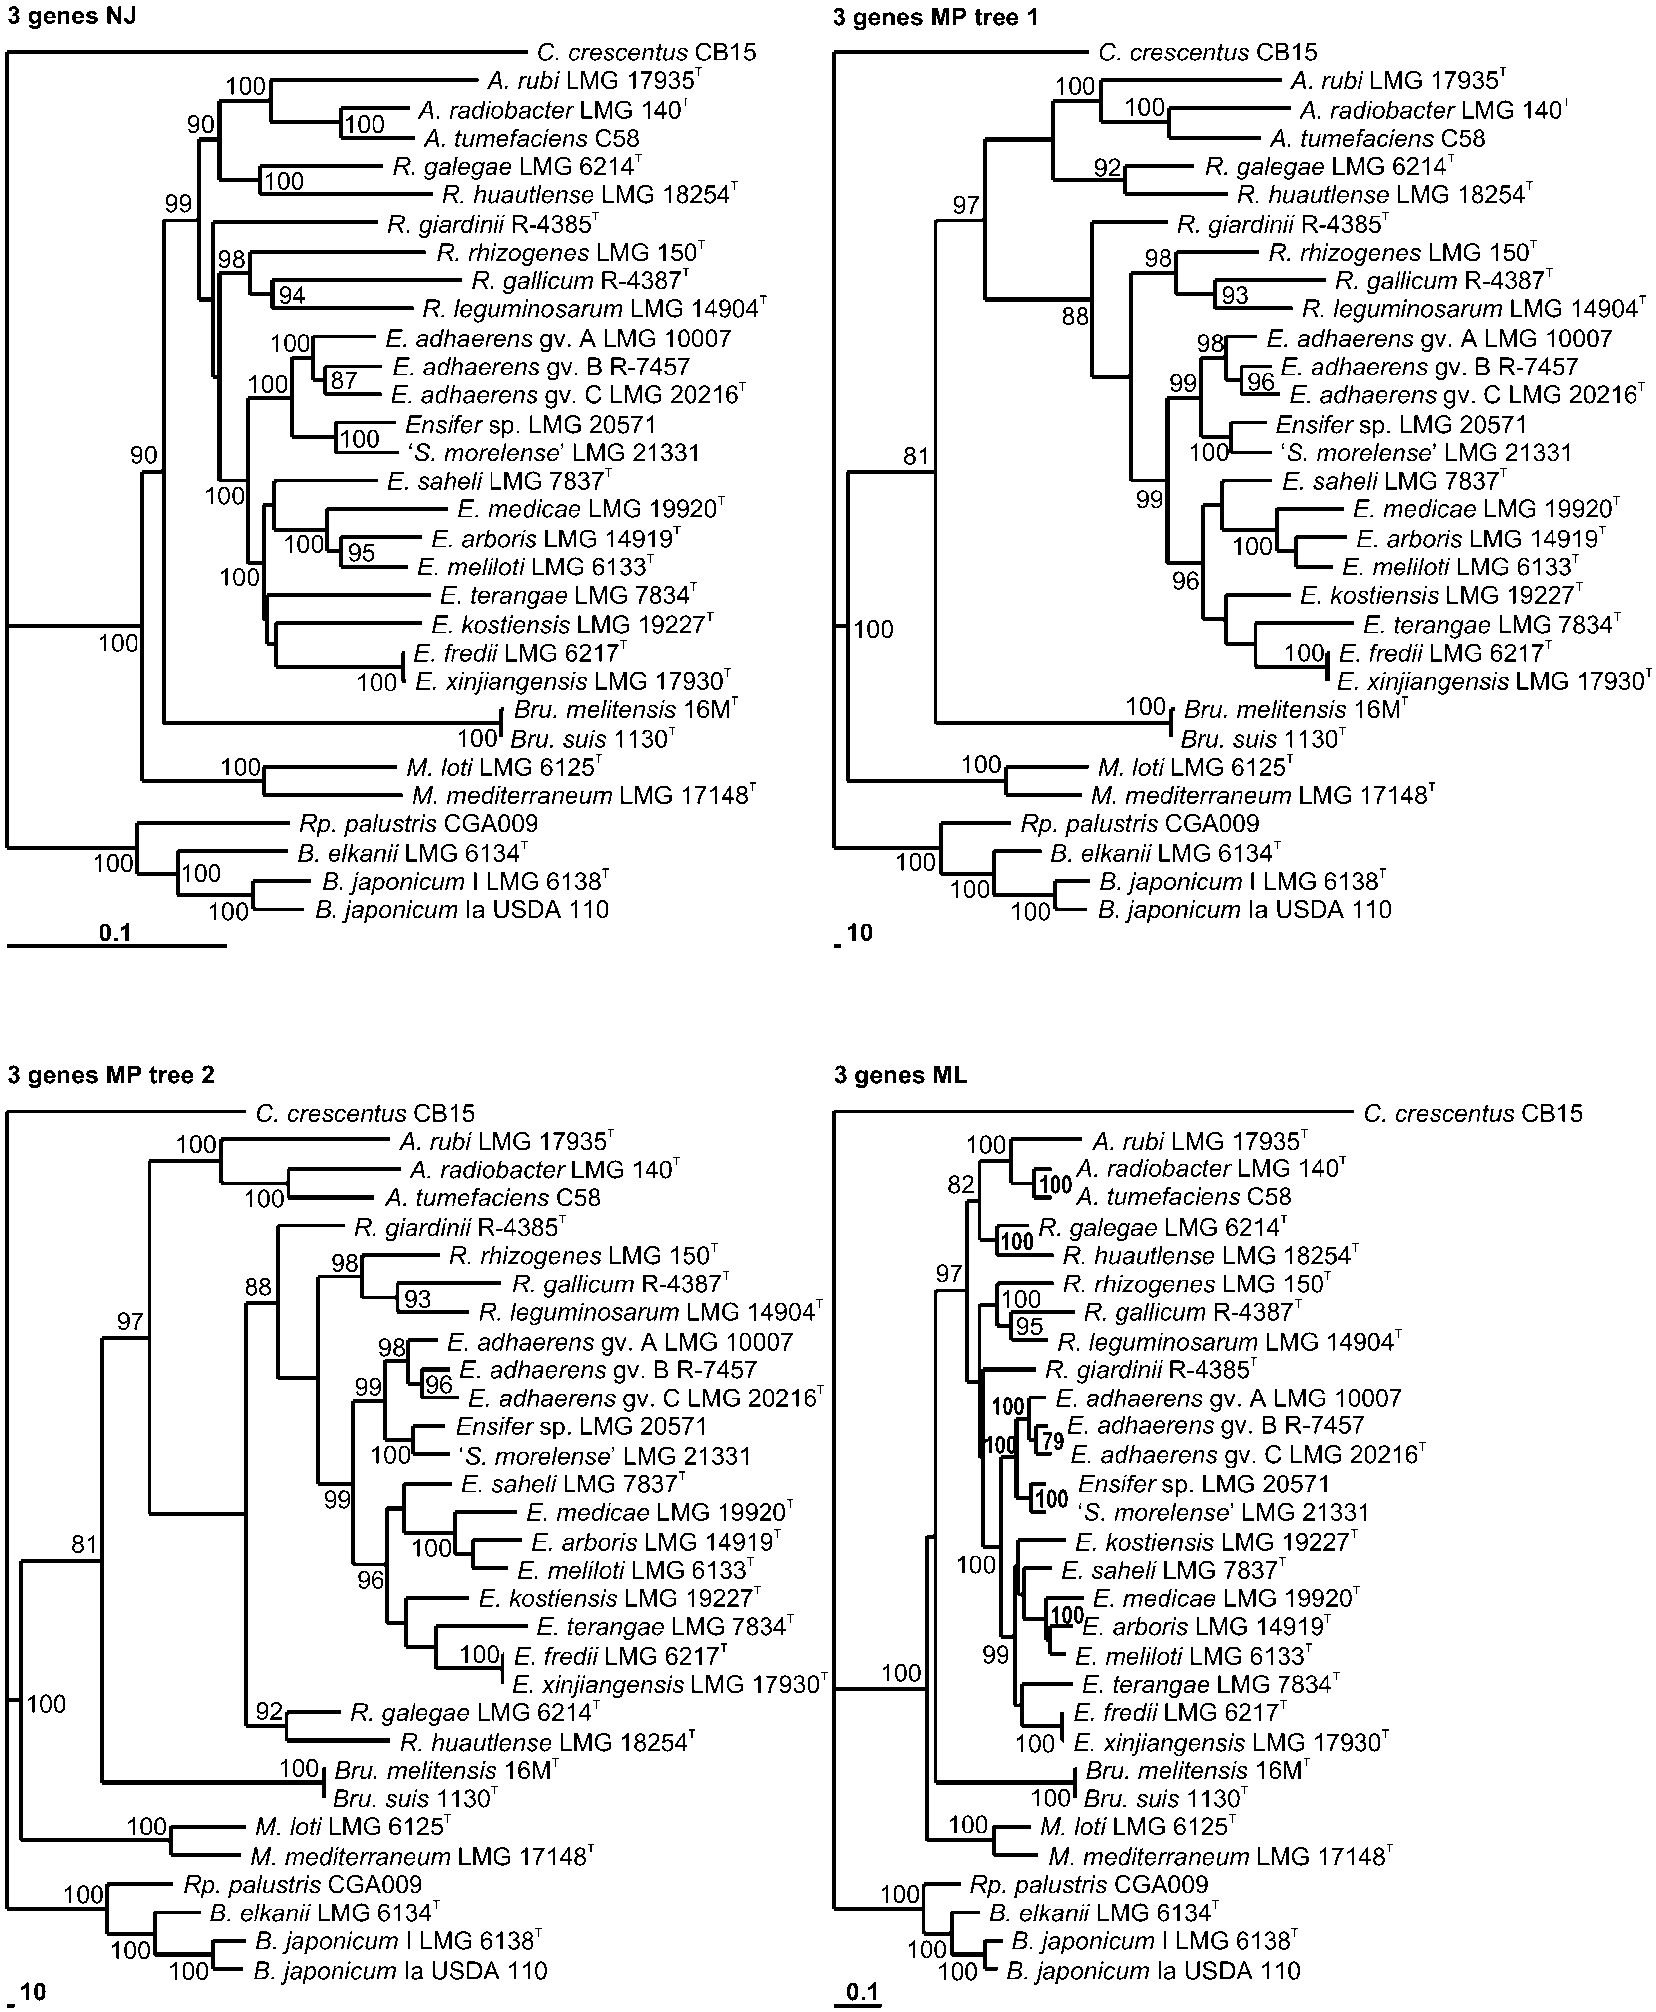 3 genes NJ
C. crescentus CB15
100
A. rubi LMG 17935T
A. radiobacter LMG 140T
90
100
A. tumefaciens C58
R. galegae LMG 6214T
100
R. huautlense LMG 18254T
99
R. giardinii R-4385T
98
R. rhizogenes LMG 150T
R. gallicum R-4387T
94
R. leguminosarum LMG 14904T
100
E. adhaerens gv. A LMG 10007
E. adhaerens gv. B R-7457
100
87
E. adhaerens gv. C LMG 20216T
Ensifer sp. LMG 20571
100
‘S. morelense’ LMG 21331
90
E. saheli LMG 7837T
100
E. medicae LMG 19920T
E. arboris LMG 14919T
100
95
E. meliloti LMG 6133T
100
E. terangae LMG 7834T
E. kostiensis LMG 19227T
100
E. fredii LMG 6217T
100
E. xinjiangensis LMG 17930T
Bru. melitensis 16MT
100
Bru. suis 1130T
100
M. loti LMG 6125T
M. mediterraneum LMG 17148T
Rp. palustris CGA009
100
B. elkanii LMG 6134T
100
B. japonicum I LMG 6138T
100
B. japonicum Ia USDA 110
0.1
3 genes MP tree 1
C. crescentus CB15
100
A. rubi LMG 17935T
100
A. radiobacter LMG 140T
A. tumefaciens C58
92
R. galegae LMG 6214T
R. huautlense LMG 18254T
97
R. giardinii R-4385T
98
R. rhizogenes LMG 150T
R. gallicum R-4387T
93
R. leguminosarum LMG 14904T
88
98
E. adhaerens gv. A LMG 10007
E. adhaerens gv. B R-7457
99
96
E. adhaerens gv. C LMG 20216T
Ensifer sp. LMG 20571
100
‘S. morelense’ LMG 21331
81
E. saheli LMG 7837T
99
E. medicae LMG 19920T
E. arboris LMG 14919T
100
E. meliloti LMG 6133T
96
E. kostiensis LMG 19227T
E. terangae LMG 7834T
100
100
E. fredii LMG 6217T
E. xinjiangensis LMG 17930T
100
Bru. melitensis 16MT
Bru. suis 1130T
100
M. loti LMG 6125T
M. mediterraneum LMG 17148T
Rp. palustris CGA009
100
B. elkanii LMG 6134T
100
B. japonicum I LMG 6138T
100
B. japonicum Ia USDA 110
10
3 genes MP tree 2
C. crescentus CB15
100
A. rubi LMG 17935T
A. radiobacter LMG 140T
100
A. tumefaciens C58
R. giardinii R-4385T
98
R. rhizogenes LMG 150T
88
R. gallicum R-4387T
93
R. leguminosarum LMG 14904T
97
98
E. adhaerens gv. A LMG 10007
E. adhaerens gv. B R-7457
99
96
E. adhaerens gv. C LMG 20216T
Ensifer sp. LMG 20571
100
‘S. morelense’ LMG 21331
E. saheli LMG 7837T
99
E. medicae LMG 19920T
81
E. arboris LMG 14919T
100
E. meliloti LMG 6133T
96
E. kostiensis LMG 19227T
E. terangae LMG 7834T
100
E. fredii LMG 6217T
E. xinjiangensis LMG 17930T
100
92
R. galegae LMG 6214T
R. huautlense LMG 18254T
100
Bru. melitensis 16MT
Bru. suis 1130T
100
M. loti LMG 6125T
M. mediterraneum LMG 17148T
100
Rp. palustris CGA009
B. elkanii LMG 6134T
100
B. japonicum I LMG 6138T
100
B. japonicum Ia USDA 110
10
3 genes ML
C. crescentus CB15
100
A. rubi LMG 17935T
A. radiobacter LMG 140T
82
100
A. tumefaciens C58
R. galegae LMG 6214T
100
R. huautlense LMG 18254T
97
R. rhizogenes LMG 150T
100
R. gallicum R-4387T
95
R. leguminosarum LMG 14904T
R. giardinii R-4385T
100
E. adhaerens gv. A LMG 10007
E. adhaerens gv. B R-7457
100
79
E. adhaerens gv. C LMG 20216T
Ensifer sp. LMG 20571
100
‘S. morelense’ LMG 21331
E. kostiensis LMG 19227T
100
E. saheli LMG 7837T
E. medicae LMG 19920T
100
E. arboris LMG 14919T
99
E. meliloti LMG 6133T
100
E. terangae LMG 7834T
E. fredii LMG 6217T
100
E. xinjiangensis LMG 17930T
Bru. melitensis 16MT
100
Bru. suis 1130T
100
M. loti LMG 6125T
M. mediterraneum LMG 17148T
100
Rp. palustris CGA009
B. elkanii LMG 6134T
100
B. japonicum I LMG 6138T
100
B. japonicum Ia USDA 110
0.1